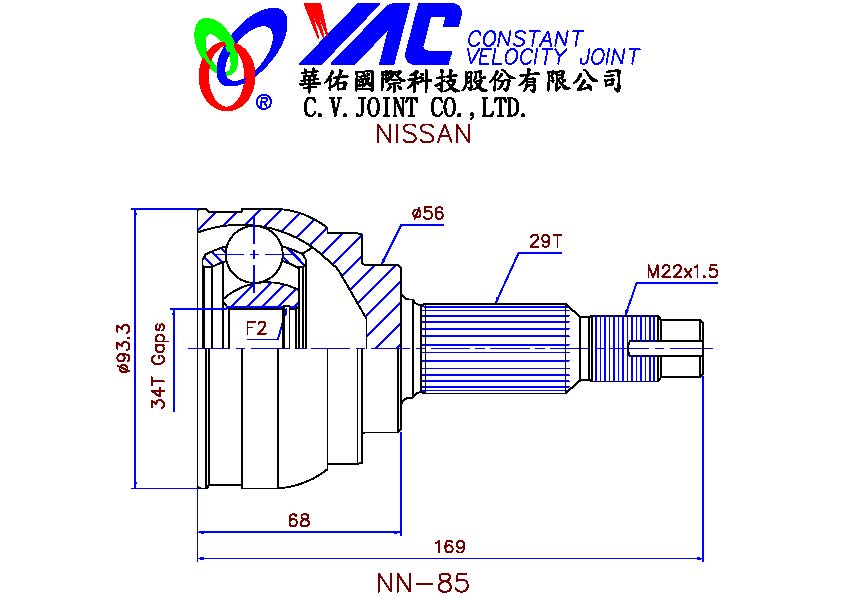 YAC CONSTANT
VELOCITY JOINT
®
華佑國際科技股份有限公司
C.V.JOINT CO.,LTD.
NISSAN
ø56
29T
M22x1.5
F2
ø93.3
34T Gaps
68
169
NN-85